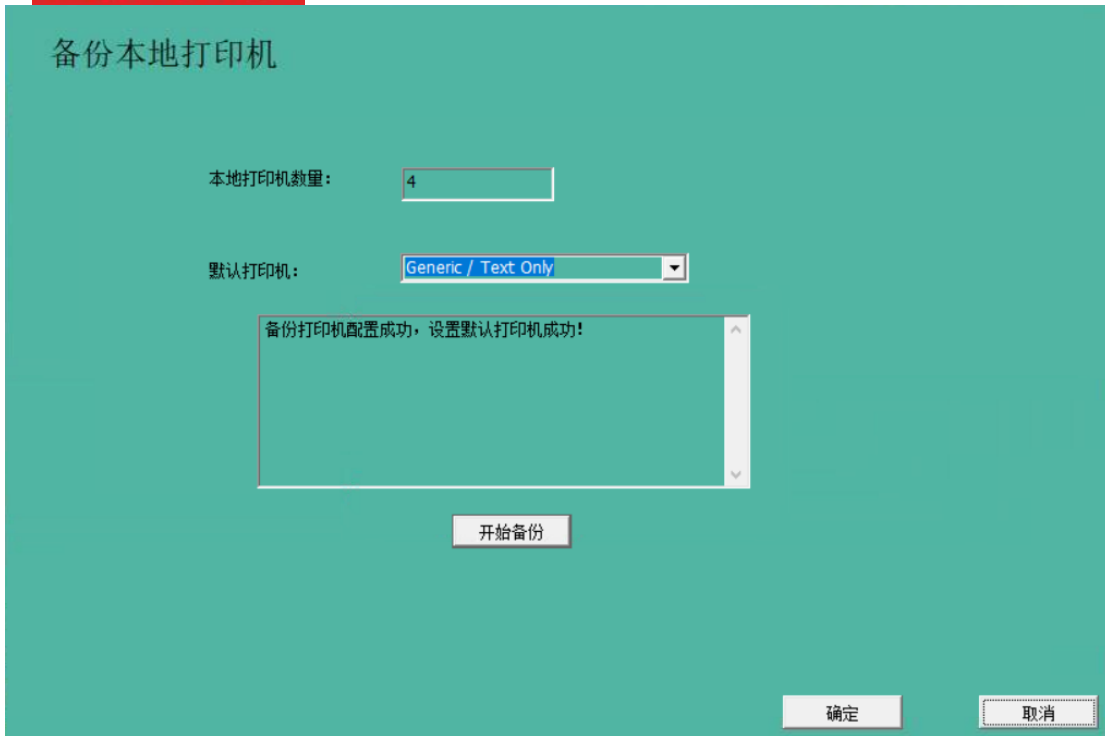 备份本地打印机
本地打印机数量： 4
默认打印机： Generic / Text Only
备份打印机配置成功，设置默认打印机成功!
开始备份
确定 取消